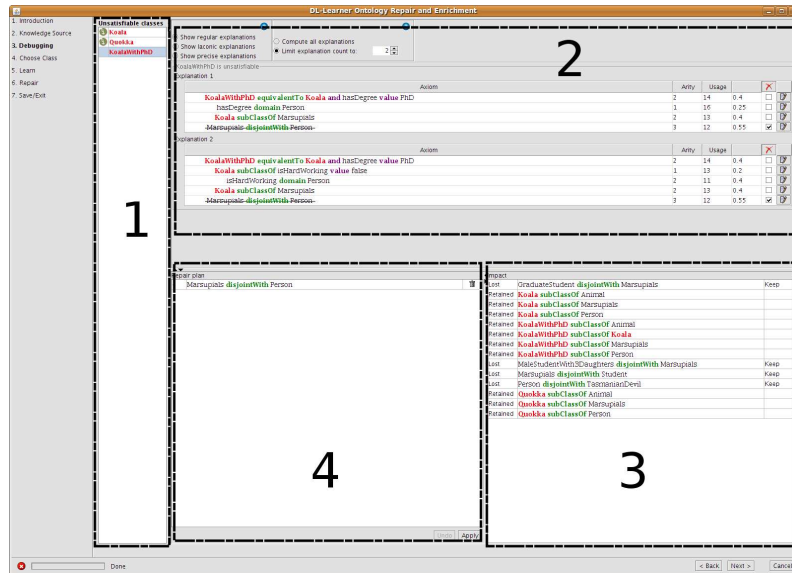 DL-Learner Ontology Repair and Enrichment
1. Introduction
2. Knowledge Source
3. Debugging
4. Choose Class
5. Learn
6. Repair
7. Save/Exit
Unsatisfiable classes
Koala
Quokka
KoalaWithPhD
1
Show regular explanations
Show laconic explanations
Show precise explanations
Compute all explanations
Limit explanation count to: 2
2
KoalaWithPhD is unsatisfiable
Explanation 1
Axiom Arity Usage
KoalaWithPhD equivalentTo Koala and hasDegree value PhD 2 14 0.4
hasDegree domain Person 1 16 0.25
Koala subClassOf Marsupials 2 13 0.4
Marsupials disjointWith Person 3 12 0.55
Explanation 2
Axiom Arity Usage
KoalaWithPhD equivalentTo Koala and hasDegree value PhD 2 14 0.4
Koala subClassOf isHardWorking value false 1 13 0.2
isHardWorking domain Person 2 11 0.4
Koala subClassOf Marsupials 2 13 0.4
Marsupials disjointWith Person 3 12 0.55
Repair plan
Marsupials disjointWith Person
4
Undo Apply
Impact
Lost GraduateStudent disjointWith Marsupials Keep
Retained Koala subClassOf Animal
Retained Koala subClassOf Marsupials
Retained Koala subClassOf Person
Retained KoalaWithPhD subClassOf Animal
Retained KoalaWithPhD subClassOf Koala
Retained KoalaWithPhD subClassOf Marsupials
Retained KoalaWithPhD subClassOf Person
Lost MaleStudentWith3Daughters disjointWith Marsupials Keep
Lost Marsupials disjointWith Student Keep
Lost Person disjointWith TasmanianDevil Keep
Retained Quokka subClassOf Animal
Retained Quokka subClassOf Marsupials
Retained Quokka subClassOf Person
3
Done
< Back Next > Cancel